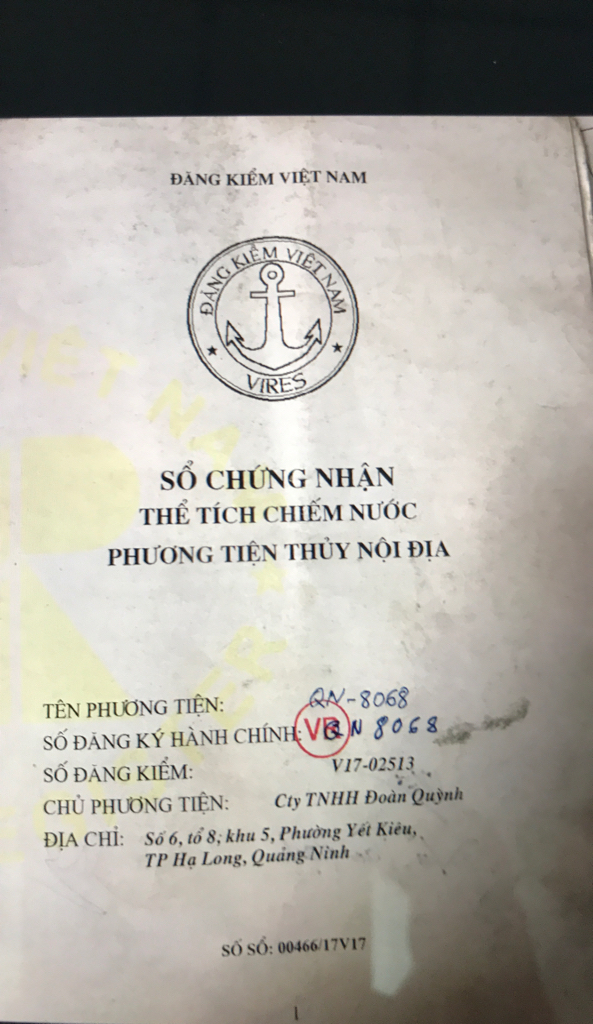 ĐĂNG KIỂM VIỆT NAM
ĐĂNG KIỂM VIỆT NAM
VIRES
SỔ CHỨNG NHẬN
THỂ TÍCH CHIẾM NƯỚC
PHƯƠNG TIỆN THỦY NỘI ĐỊA
TÊN PHƯƠNG TIỆN: QN-8068
SỐ ĐĂNG KÝ HÀNH CHÍNH: VR QN 8068
SỐ ĐĂNG KIỂM: V17-02513
CHỦ PHƯƠNG TIỆN: Cty TNHH Đoàn Quỳnh
ĐỊA CHỈ: Số 6, tổ 8; khu 5, Phường Yết Kiêu,
TP Hạ Long, Quảng Ninh
SỐ SỔ: 00466/17V17
1